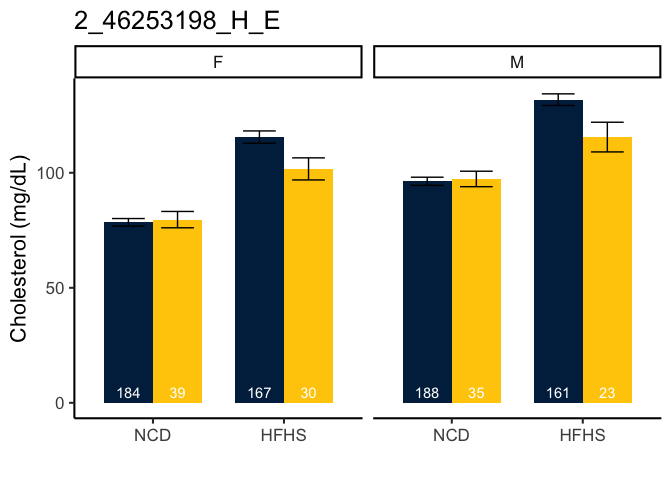 2_46253198_H_E
F M
Cholesterol (mg/dL)
100
50
0
184 39 167 30 188 35 161 23
NCD HFHS NCD HFHS